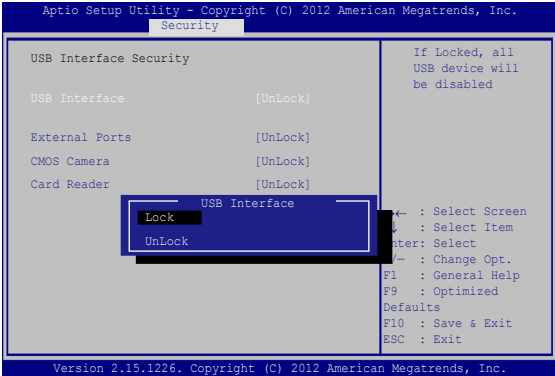 Aptio Setup Utility - Copyright (C) 2012 American Megatrends, Inc.
Security
USB Interface Security
USB Interface [UnLock]
External Ports [UnLock]
CMOS Camera [UnLock]
Card Reader [UnLock]
USB Interface
Lock
UnLock
If Locked, all
USB device will
be disabled
→← : Select Screen
↓ : Select Item
nter: Select
/— : Change Opt.
F1 : General Help
F9 : Optimized
Defaults
F10 : Save & Exit
ESC : Exit
Version 2.15.1226. Copyright (C) 2012 American Megatrends, Inc.